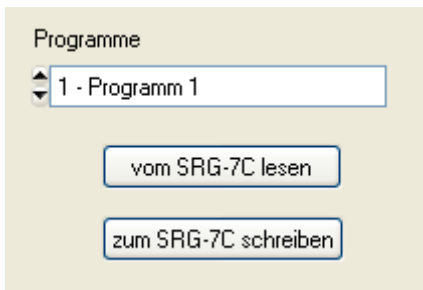 Programme
1 - Programm 1
vom SRG-7C lesen
zum SRG-7C schreiben